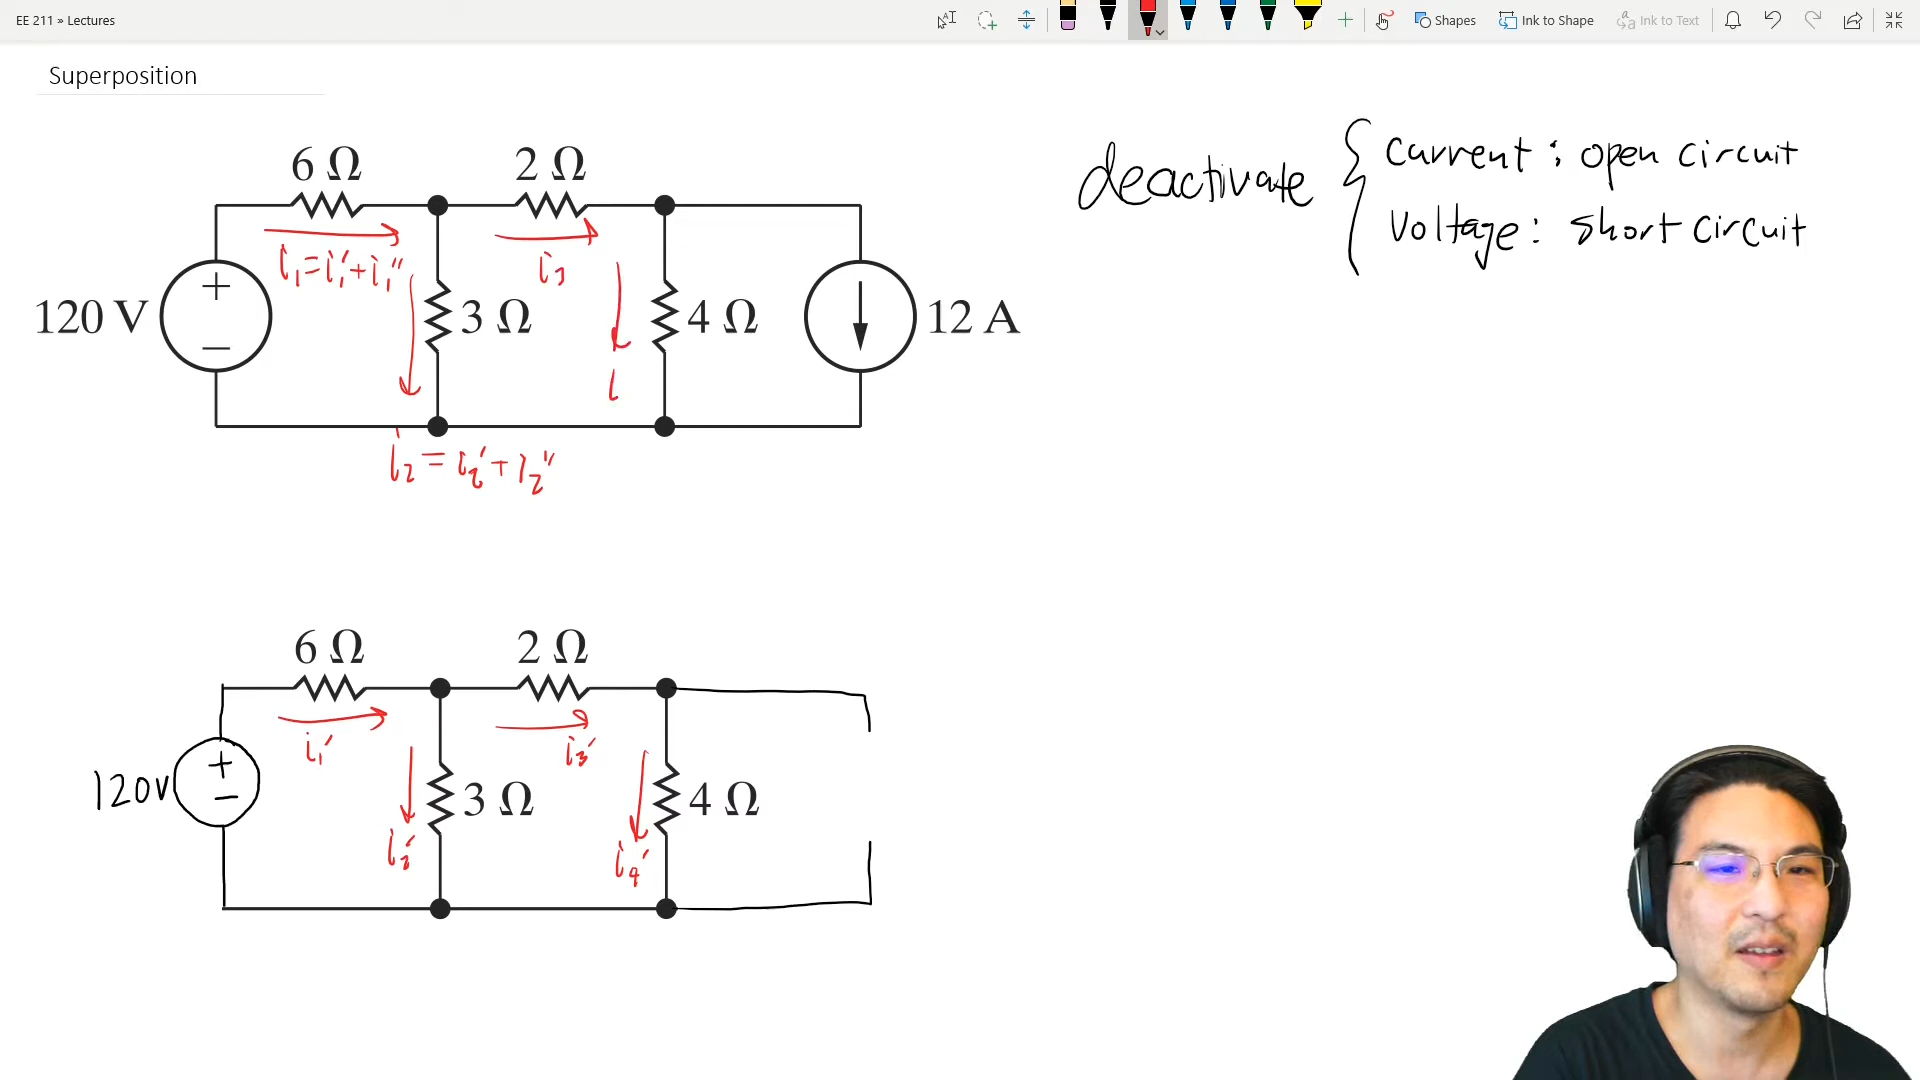 EE 211 » Lectures
Shapes
Ink to Shape
Ink to Text
Superposition
6 Ω
2 Ω
deactivate { current : open circuit
voltage : short circuit
i₁=i₁'+i₁"
i₃
120 V
+
−
3 Ω
4 Ω
12 A
i
i₂ = i₂' + i₂"
6 Ω
2 Ω
i₁'
i₃'
120V
+
−
3 Ω
4 Ω
i₂'
i₄'